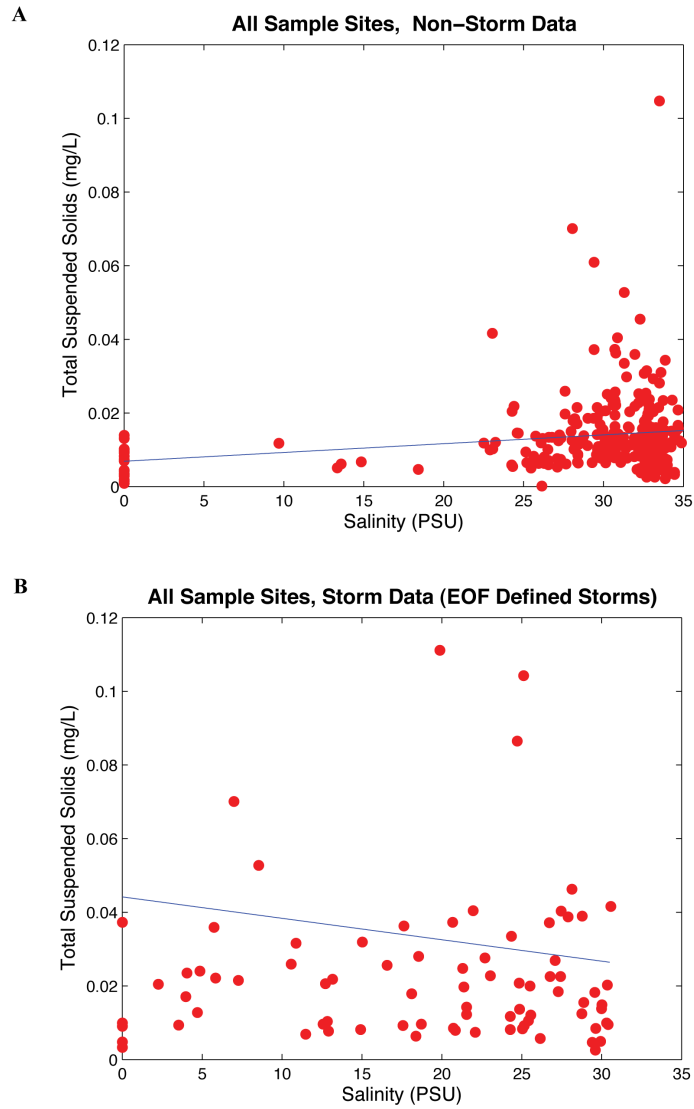 A
All Sample Sites, Non−Storm Data
0.12
0.1
0.08
0.06
0.04
0.02
0
Total Suspended Solids (mg/L)
0 5 10 15 20 25 30 35
Salinity (PSU)
B
All Sample Sites, Storm Data (EOF Defined Storms)
0.12
0.1
0.08
0.06
0.04
0.02
0
Total Suspended Solids (mg/L)
0 5 10 15 20 25 30 35
Salinity (PSU)